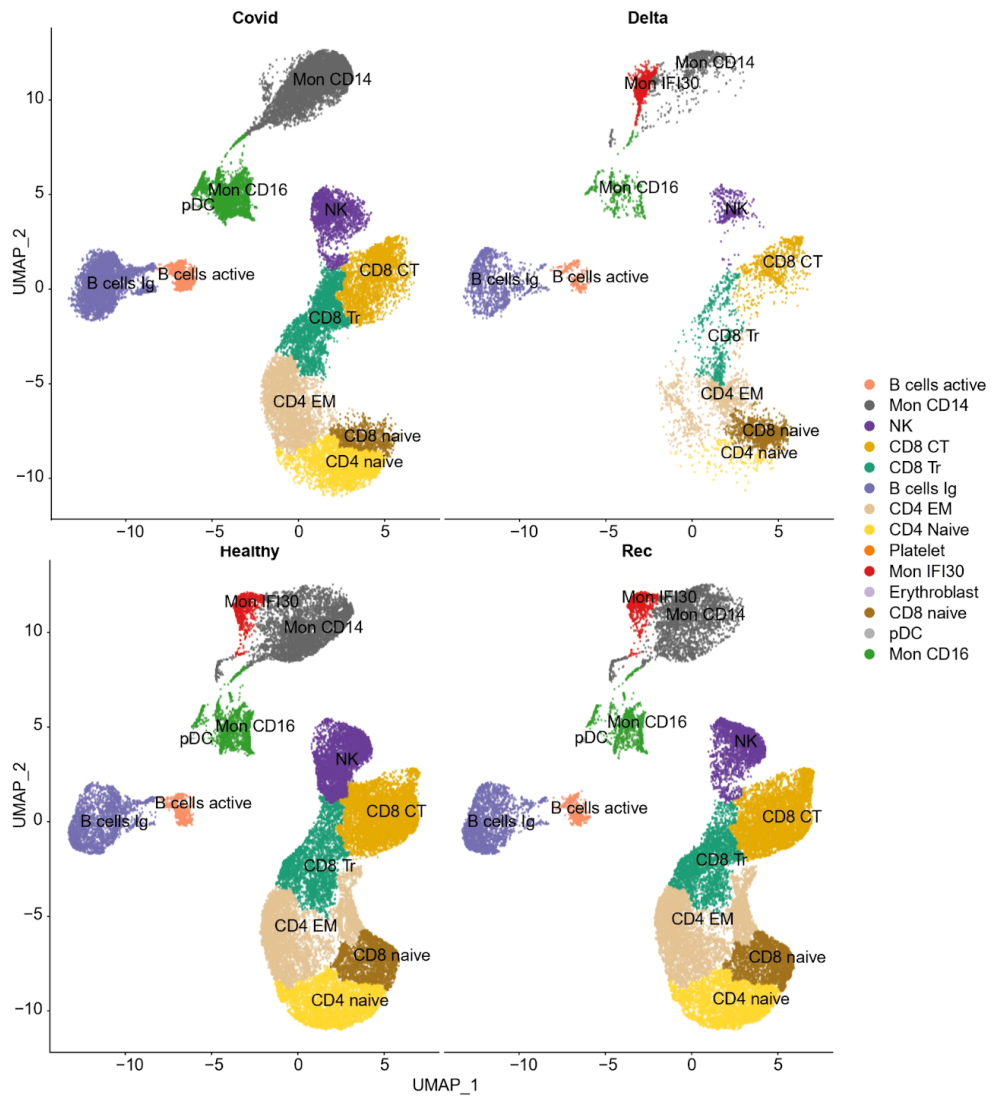 Covid
Delta
Mon CD14
Mon CD14
Mon IFI30
10
Mon CD16
pDC
Mon CD16
5
NK
NK
CD8 CT
CD8 CT
B cells Ig
B cells active
B cells Ig
B cells active
UMAP_2
0
CD8 Tr
CD8 Tr
−5
CD4 EM
CD4 EM
CD8 naive
CD8 naive
CD4 naive
CD4 naive
−10
−10
−5
0
5
−10
−5
0
5
B cells active
Mon CD14
NK
CD8 CT
CD8 Tr
B cells Ig
CD4 EM
CD4 Naive
Platelet
Mon IFI30
Erythroblast
CD8 naive
pDC
Mon CD16
Healthy
Rec
Mon IFI30
Mon IFI30
Mon CD14
Mon CD14
10
Mon CD16
Mon CD16
pDC
pDC
5
NK
NK
B cells active
B cells active
CD8 CT
CD8 CT
B cells Ig
B cells Ig
UMAP_2
0
CD8 Tr
CD8 Tr
−5
CD4 EM
CD4 EM
CD8 naive
CD8 naive
CD4 naive
CD4 naive
−10
−10
−5
0
5
−10
−5
0
5
UMAP_1